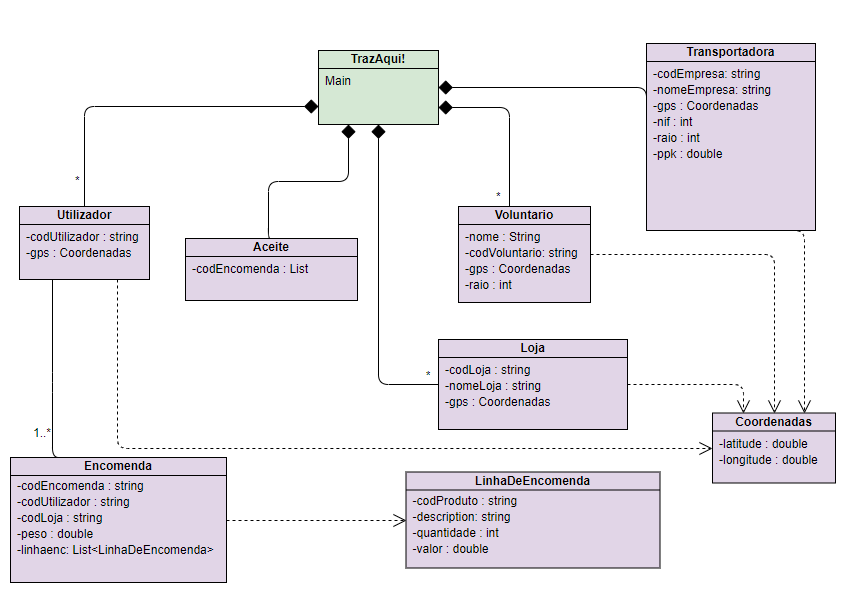 TrazAqui!
Main
Transportadora
-codEmpresa: string
-nomeEmpresa: string
-gps : Coordenadas
-nif : int
-raio : int
-ppk : double
*
*
Utilizador
-codUtilizador : string
-gps : Coordenadas
Aceite
-codEncomenda : List
Voluntario
-nome : String
-codVoluntario: string
-gps : Coordenadas
-raio : int
*
Loja
-codLoja : string
-nomeLoja : string
-gps : Coordenadas
Coordenadas
-latitude : double
-longitude : double
1..*
Encomenda
-codEncomenda : string
-codUtilizador : string
-codLoja : string
-peso : double
-linhaenc: List<LinhaDeEncomenda>
LinhaDeEncomenda
-codProduto : string
-description: string
-quantidade : int
-valor : double